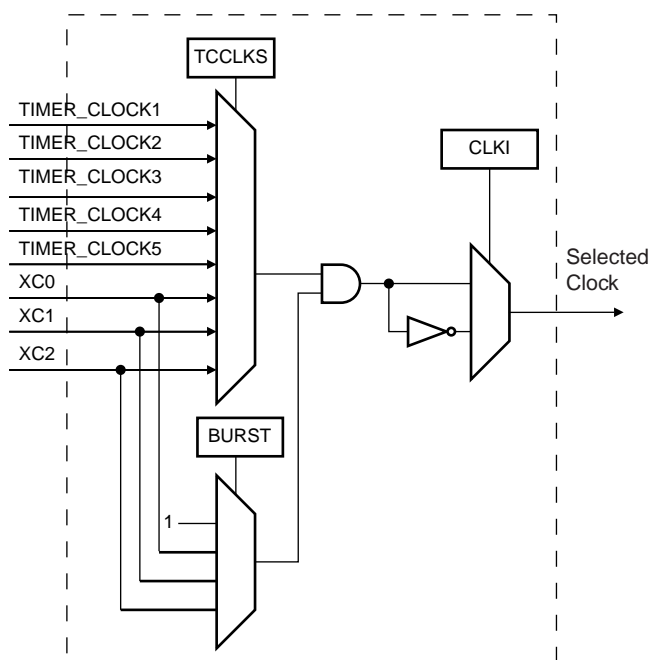 TCCLKS
TIMER_CLOCK1
TIMER_CLOCK2
TIMER_CLOCK3
TIMER_CLOCK4
TIMER_CLOCK5
XC0
XC1
XC2
CLKI
Selected
Clock
BURST
1